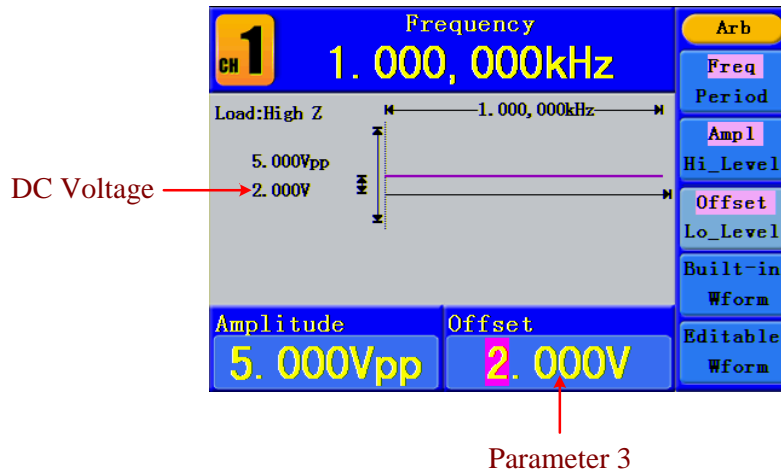 CH 1
Frequency
1.000,000kHz
Load:High Z
1.000,000kHz
5.000Vpp
2.000V
DC Voltage
Amplitude
5.000Vpp
Offset
2.000V
Arb
Freq
Period
Ampl
Hi_Level
Offset
Lo_Level
Built-in
Wform
Editable
Wform
Parameter 3